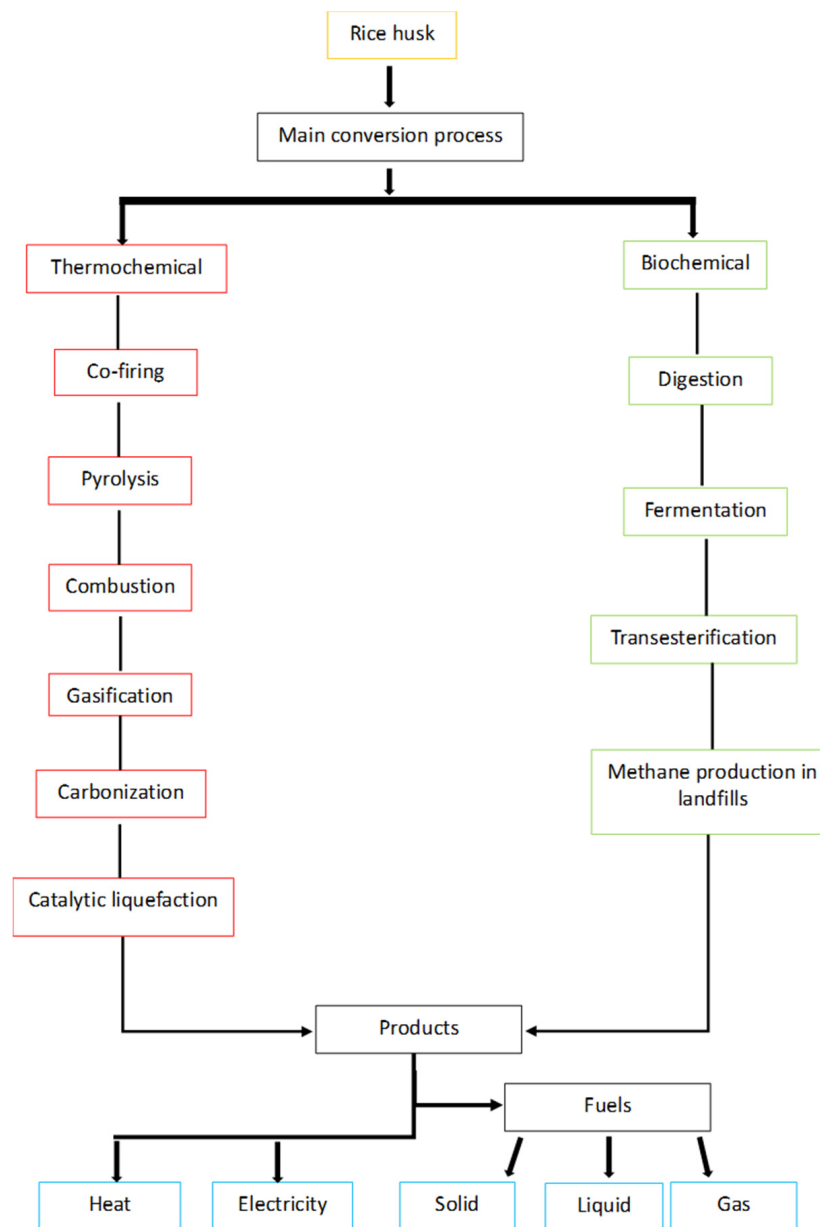 Rice husk
Main conversion process
Thermochemical
Biochemical
Co-firing
Digestion
Pyrolysis
Fermentation
Combustion
Transesterification
Gasification
Methane production in
landfills
Carbonization
Catalytic liquefaction
Products
Fuels
Heat
Electricity
Solid
Liquid
Gas